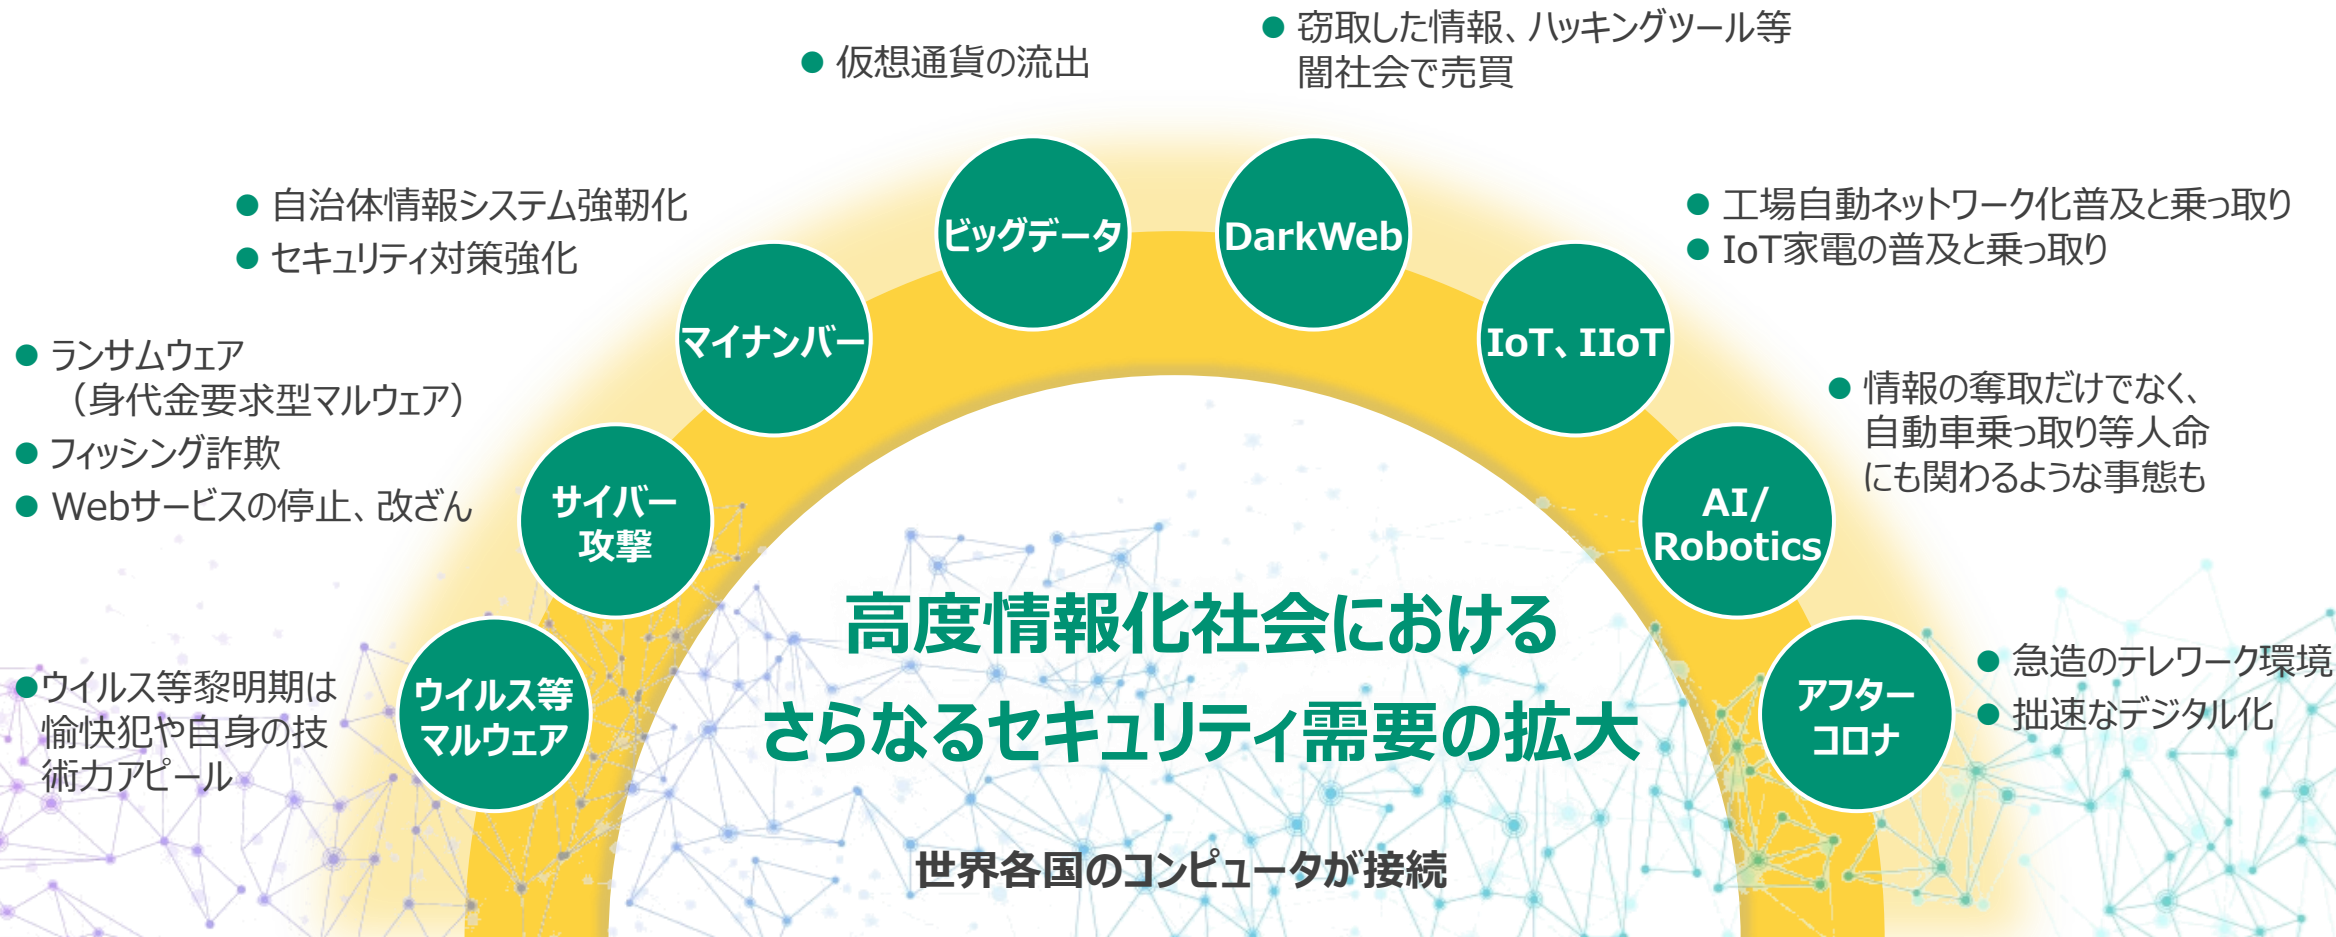 ● ウイルス等黎明期は
愉快犯や自身の技
術力アピール
ウイルス等
マルウェア
● ランサムウェア
（身代金要求型マルウェア）
● フィッシング詐欺
● Webサービスの停止、改ざん
サイバー
攻撃
● 自治体情報システム強靭化
● セキュリティ対策強化
マイナンバー
● 仮想通貨の流出
ビッグデータ
● 窃取した情報、ハッキングツール等
闇社会で売買
DarkWeb
● 工場自動ネットワーク化普及と乗っ取り
● IoT家電の普及と乗っ取り
IoT、IIoT
● 情報の奪取だけでなく、
自動車乗っ取り等人命
にも関わるような事態も
AI/
Robotics
● 急造のテレワーク環境
● 拙速なデジタル化
アフター
コロナ
高度情報化社会における
さらなるセキュリティ需要の拡大
世界各国のコンピュータが接続